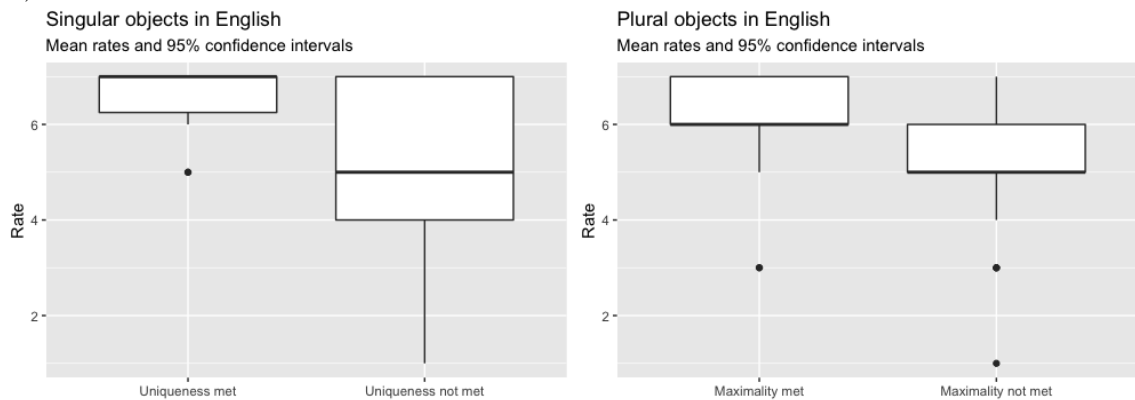 Singular objects in English
Mean rates and 95% confidence intervals
Rate
6
4
2
Uniqueness met
Uniqueness not met
Plural objects in English
Mean rates and 95% confidence intervals
Rate
6
4
2
Maximality met
Maximality not met